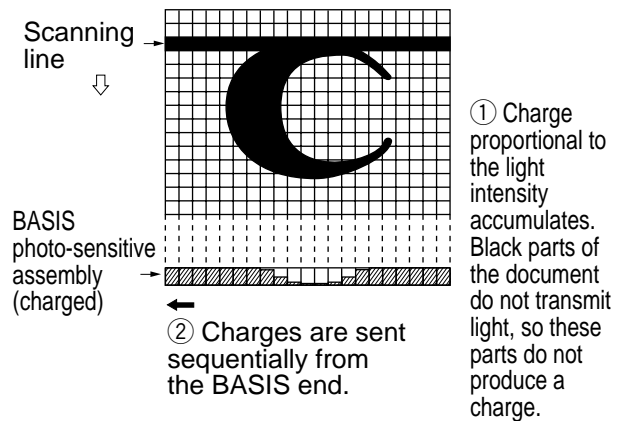 Scanning
line
C
① Charge
proportional to
the light
intensity
accumulates.
Black parts of
the document
do not transmit
light, so these
parts do not
produce a
charge.
BASIS
photo-sensitive
assembly
(charged)
② Charges are sent
sequentially from
the BASIS end.